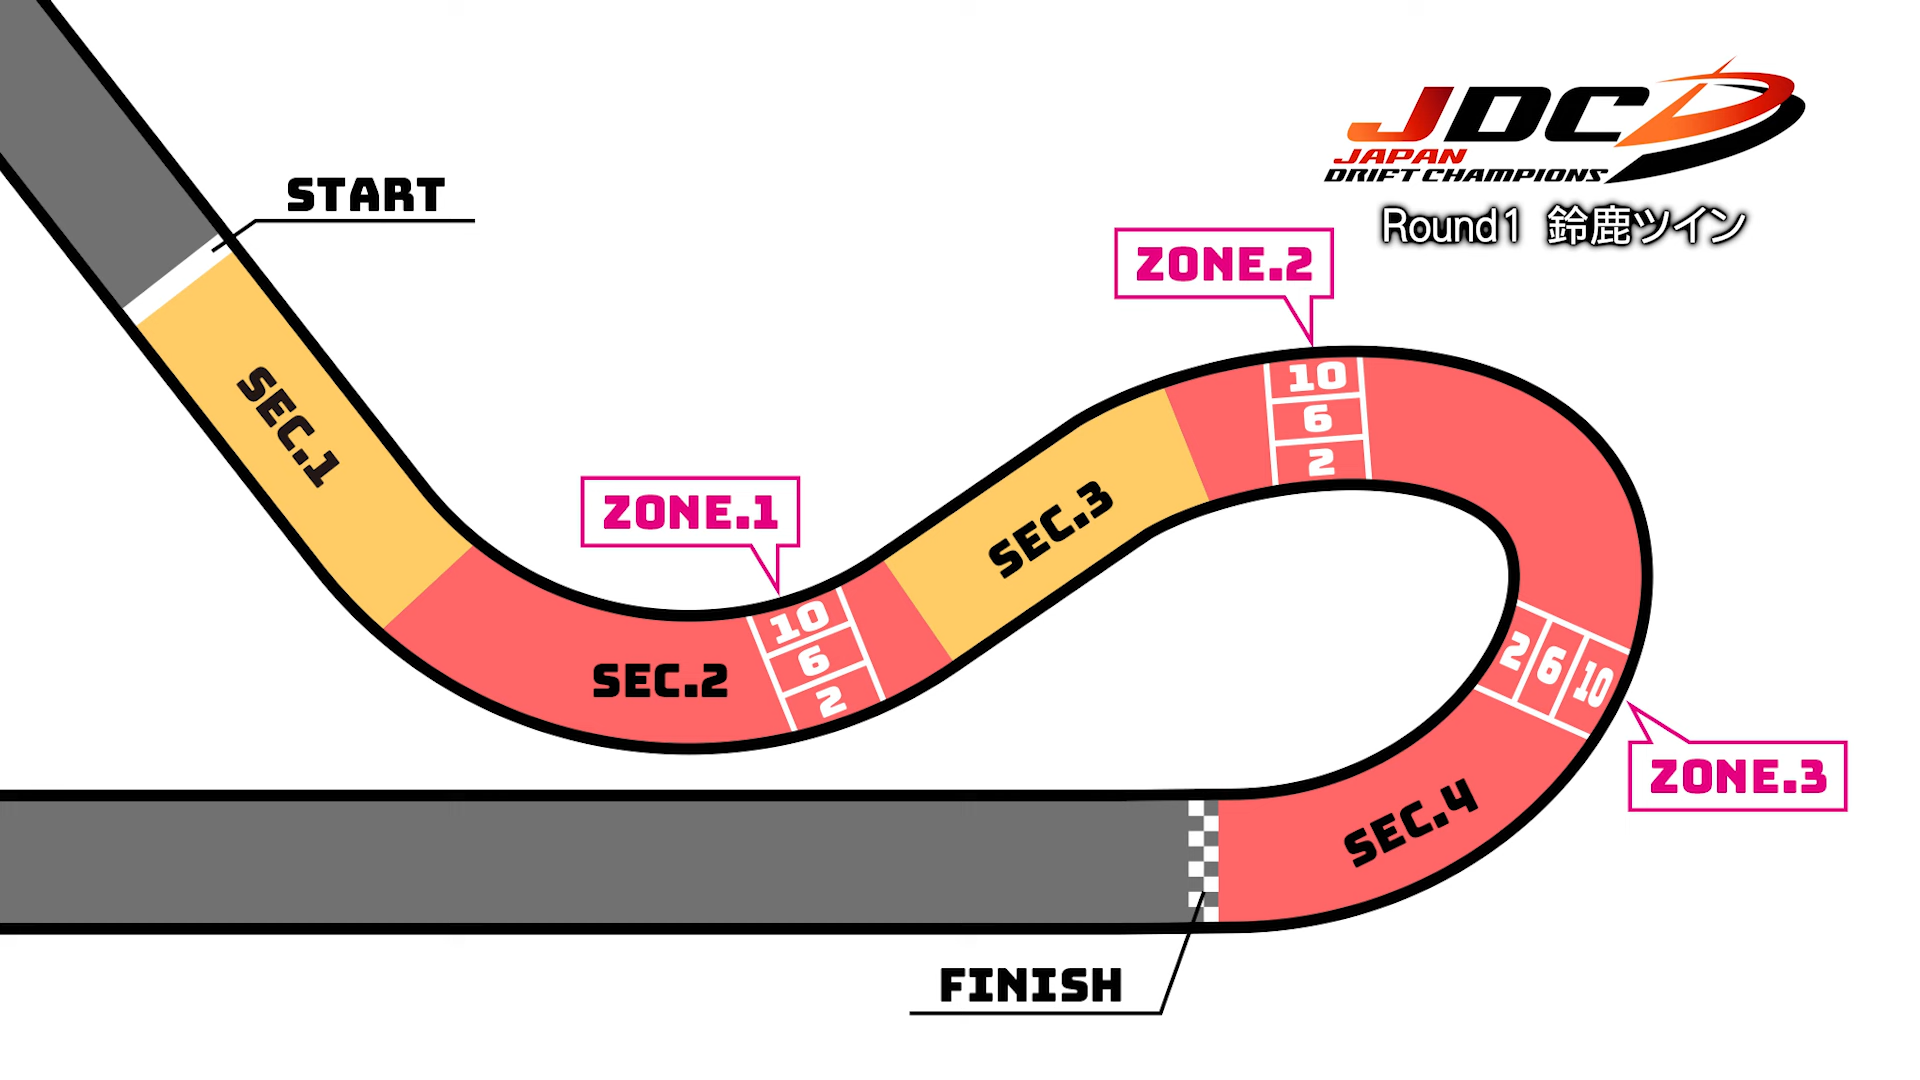 JDC
JAPAN
DRIFT CHAMPIONS
Round1 鈴鹿ツイン
START
SEC.1
ZONE.1
10
6
2
SEC.2
SEC.3
ZONE.2
10
6
2
2 6 10
ZONE.3
SEC.4
FINISH